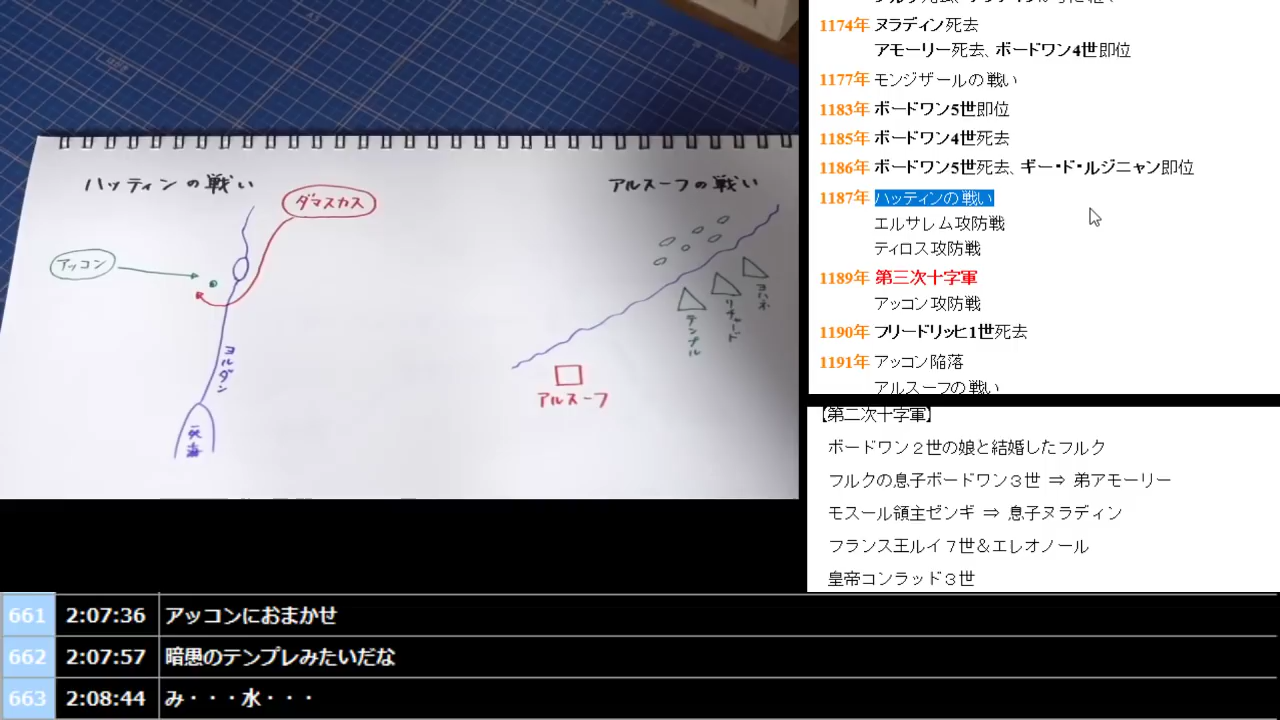 ハッティンの戦い
ダマスカス
アッコン
ヨルダン
死海
アルスーフの戦い
ヨハネ
リチャード
テンプル
アルスーフ
1174年 ヌラディン死去
アモーリー死去、ボードワン4世即位
1177年 モンジザールの戦い
1183年 ボードワン5世即位
1185年 ボードワン4世死去
1186年 ボードワン5世死去、ギー・ド・ルジニャン即位
1187年 ハッティンの戦い
エルサレム攻防戦
ティロス攻防戦
1189年 第三次十字軍
アッコン攻防戦
1190年 フリードリッヒ1世死去
1191年 アッコン陥落
アルスーフの戦い
【第二次十字軍】
ボードワン２世の娘と結婚したフルク
フルクの息子ボードワン３世 ⇒ 弟アモーリー
モスール領主ゼンギ ⇒ 息子ヌラディン
フランス王ルイ７世＆エレオノール
皇帝コンラッド３世
661 2:07:36 アッコンにおまかせ
662 2:07:57 暗愚のテンプレみたいだな
663 2:08:44 み・・・水・・・